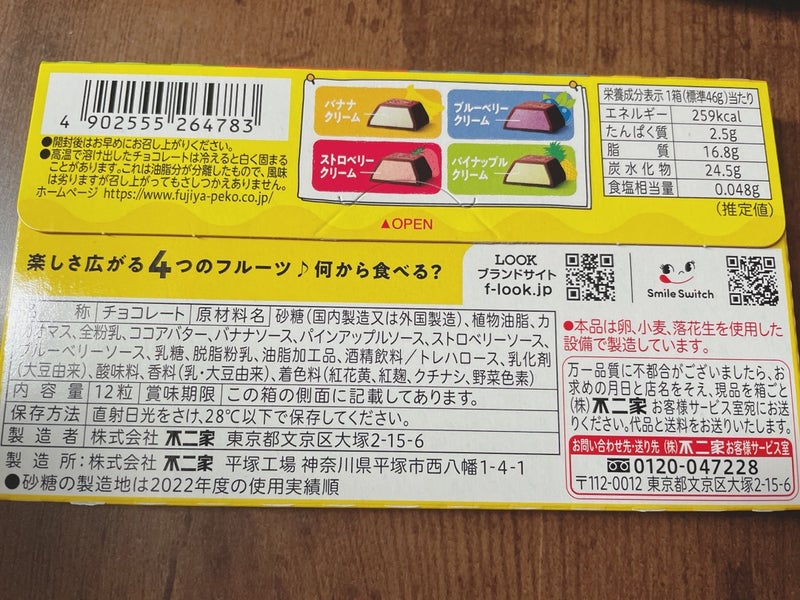 4 902555 264783
●開封後はお早めにお召し上がりください。
●高温で溶け出したチョコレートは冷えると白く固まる
ことがあります。これは油脂分が分離したもので、風味
は劣りますが召し上がってもさしつかえありません。
ホームページ https://www.fujiya-peko.co.jp/
バナナ
クリーム
ブルーベリー
クリーム
ストロベリー
クリーム
パイナップル
クリーム
▲OPEN
栄養成分表示 1箱(標準46g)当たり
エネルギー 259kcal
たんぱく質 2.5g
脂質 16.8g
炭水化物 24.5g
食塩相当量 0.048g
(推定値)
楽しさ広がる4つのフルーツ♪何から食べる?
LOOK
ブランドサイト
f-look.jp
Smile Switch
名称 チョコレート 原材料名 砂糖(国内製造又は外国製造)、植物油脂、カ
カオマス、全粉乳、ココアバター、バナナソース、パインアップルソース、ストロベリーソース、
ブルーベリーソース、乳糖、脱脂粉乳、油脂加工品、酒精飲料/トレハロース、乳化剤
(大豆由来)、酸味料、香料(乳・大豆由来)、着色料(紅花黄、紅麹、クチナシ、野菜色素)
内容量 12粒 賞味期限 この箱の側面に記載してあります。
保存方法 直射日光をさけ、28℃以下で保存してください。
製造者 株式会社 不二家 東京都文京区大塚2-15-6
製造所:株式会社 不二家 平塚工場 神奈川県平塚市西八幡1-4-1
●砂糖の製造地は2022年度の使用実績順
●本品は卵、小麦、落花生を使用した
設備で製造しています。
万一品質に不都合がございましたら、お
求めの月日と店名をそえ、現品を箱ごと
(株)不二家 お客様サービス室宛にお送
りください。代品と送料をお送りいたします。
お問い合わせ先・送り先 (株)不二家お客様サービス室
0120-047228
〒112-0012 東京都文京区大塚2-15-6